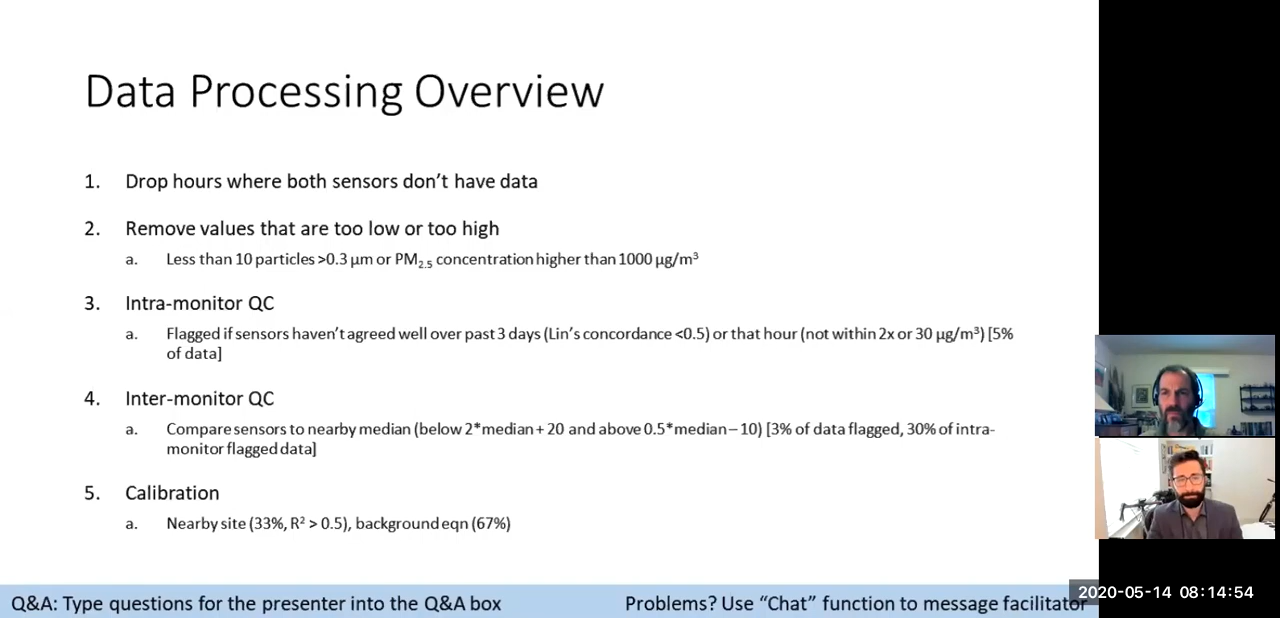 Data Processing Overview
1. Drop hours where both sensors don’t have data
2. Remove values that are too low or too high
a. Less than 10 particles >0.3 µm or PM2.5 concentration higher than 1000 µg/m³
3. Intra-monitor QC
a. Flagged if sensors haven’t agreed well over past 3 days (Lin’s concordance <0.5) or that hour (not within 2x or 30 µg/m³) [5%
of data]
4. Inter-monitor QC
a. Compare sensors to nearby median (below 2*median + 20 and above 0.5*median – 10) [3% of data flagged, 30% of intra-
monitor flagged data]
5. Calibration
a. Nearby site (33%, R² > 0.5), background eqn (67%)
Q&A: Type questions for the presenter into the Q&A box
Problems? Use “Chat” function to message facilitator
2020-05-14 08:14:54